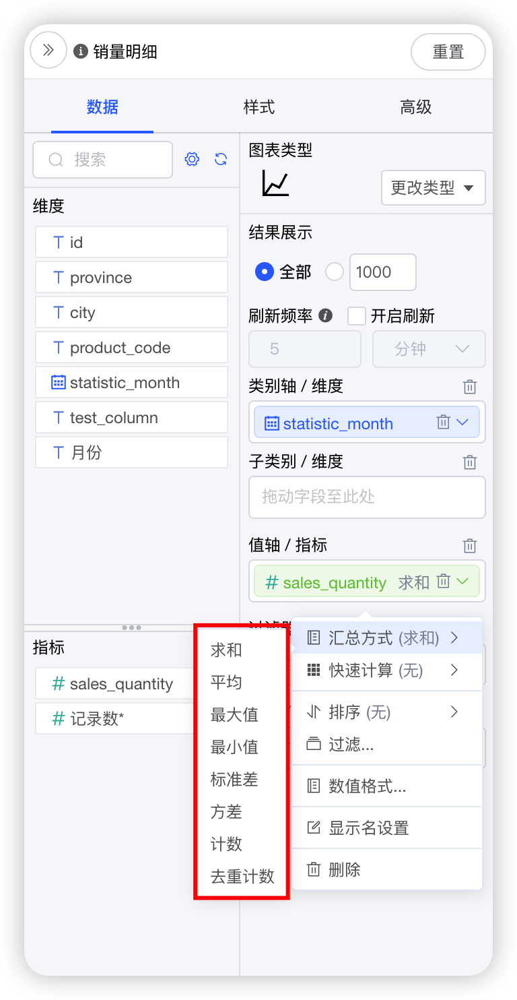 销量明细
重置
数据
样式
高级
搜索
维度
id
province
city
product_code
statistic_month
test_column
月份
图表类型
更改类型
结果展示
全部
1000
刷新频率
开启刷新
5
分钟
类别轴 / 维度
statistic_month
子类别 / 维度
拖动字段至此处
值轴 / 指标
sales_quantity 求和
指标
sales_quantity
记录数*
求和
平均
最大值
最小值
标准差
方差
计数
去重计数
汇总方式 (求和)
快速计算 (无)
排序 (无)
过滤...
数值格式...
显示名设置
删除